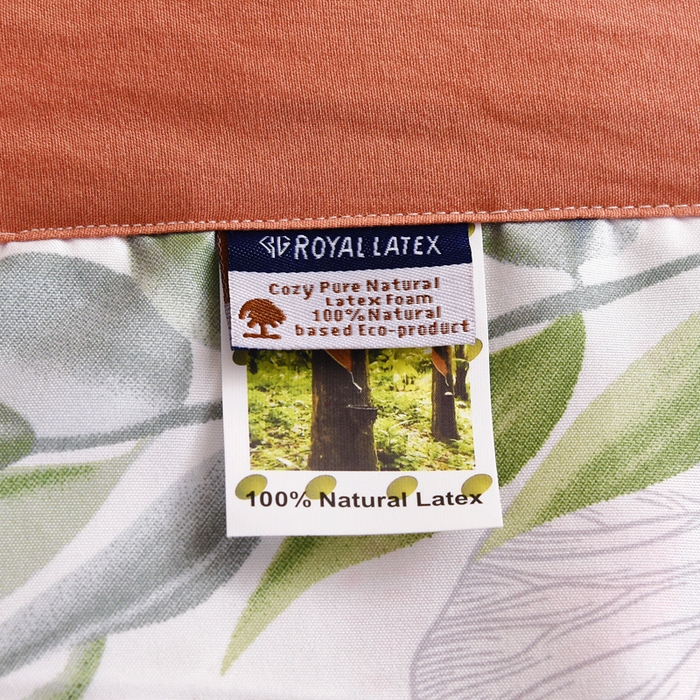 ROYAL LATEX
Cozy Pure Natural
Latex Foam
100% Natural
based Eco-product
100% Natural Latex